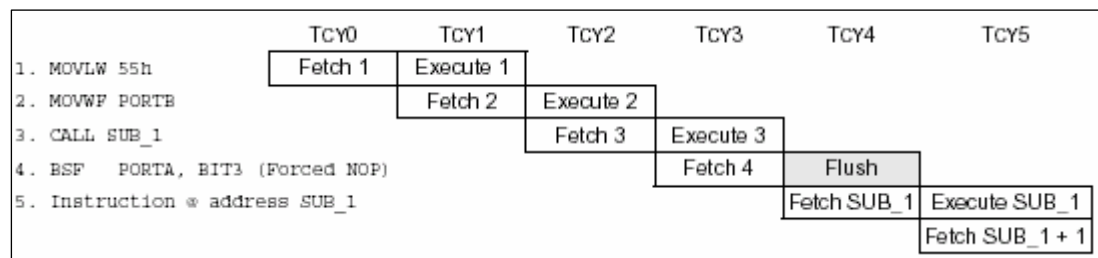 TCY0 TCY1 TCY2 TCY3 TCY4 TCY5
1. MOVLW 55h Fetch 1 Execute 1
2. MOVWF PORTB Fetch 2 Execute 2
3. CALL SUB_1 Fetch 3 Execute 3
4. BSF PORTA, BIT3 (Forced NOP) Fetch 4 Flush
5. Instruction @ address SUB_1 Fetch SUB_1 Execute SUB_1
Fetch SUB_1 + 1